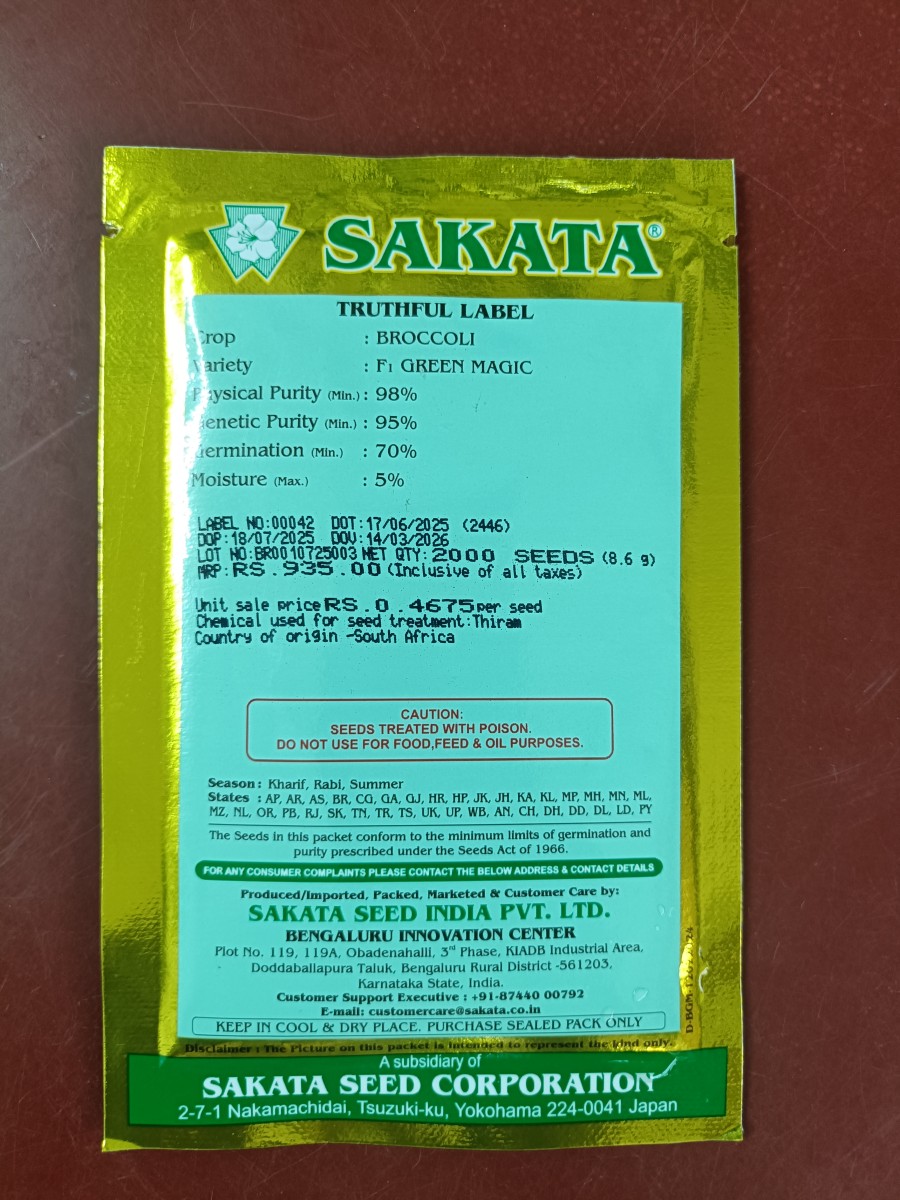 SAKATA®
TRUTHFUL LABEL
Crop : BROCCOLI
Variety : F1 GREEN MAGIC
Physical Purity (Min.) : 98%
Genetic Purity (Min.) : 95%
Germination (Min.) : 70%
Moisture (Max.) : 5%
LABEL NO:00042 DOT:17/06/2025 (2446)
DOP:18/07/2025 DOV:14/03/2026
LOT NO:BR0010725003 NET QTY: 2000 SEEDS (8.6 g)
MRP: RS.935.00 (Inclusive of all taxes)
Unit sale price RS.0.4675 per seed
Chemical used for seed treatment:Thiram
Country of origin -South Africa
CAUTION:
SEEDS TREATED WITH POISON.
DO NOT USE FOR FOOD,FEED & OIL PURPOSES.
Season : Kharif, Rabi, Summer
States : AP, AR, AS, BR, CG, GA, GJ, HR, HP, JK, JH, KA, KL, MP, MH, MN, ML,
MZ, NL, OR, PB, RJ, SK, TN, TR, TS, UK, UP, WB, AN, CH, DH, DD, DL, LD, PY
The Seeds in this packet conform to the minimum limits of germination and
purity prescribed under the Seeds Act of 1966.
FOR ANY CONSUMER COMPLAINTS PLEASE CONTACT THE BELOW ADDRESS & CONTACT DETAILS
Produced/Imported, Packed, Marketed & Customer Care by:
SAKATA SEED INDIA PVT. LTD.
BENGALURU INNOVATION CENTER
Plot No. 119, 119A, Obadenahalli, 3rd Phase, KIADB Industrial Area,
Doddaballapura Taluk, Bengaluru Rural District -561203,
Karnataka State, India.
Customer Support Executive : +91-87440 00792
E-mail: customercare@sakata.co.in
KEEP IN COOL & DRY PLACE. PURCHASE SEALED PACK ONLY
Disclaimer : The Picture on this packet is intended to represent the kind only.
A subsidiary of
SAKATA SEED CORPORATION
2-7-1 Nakamachidai, Tsuzuki-ku, Yokohama 224-0041 Japan